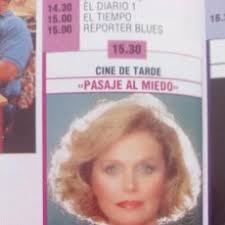 14.30 EL DIARIO 1
15.00 EL TIEMPO
15.00 REPORTER BLUES
15.30
CINE DE TARDE
«PASAJE AL MIEDO»